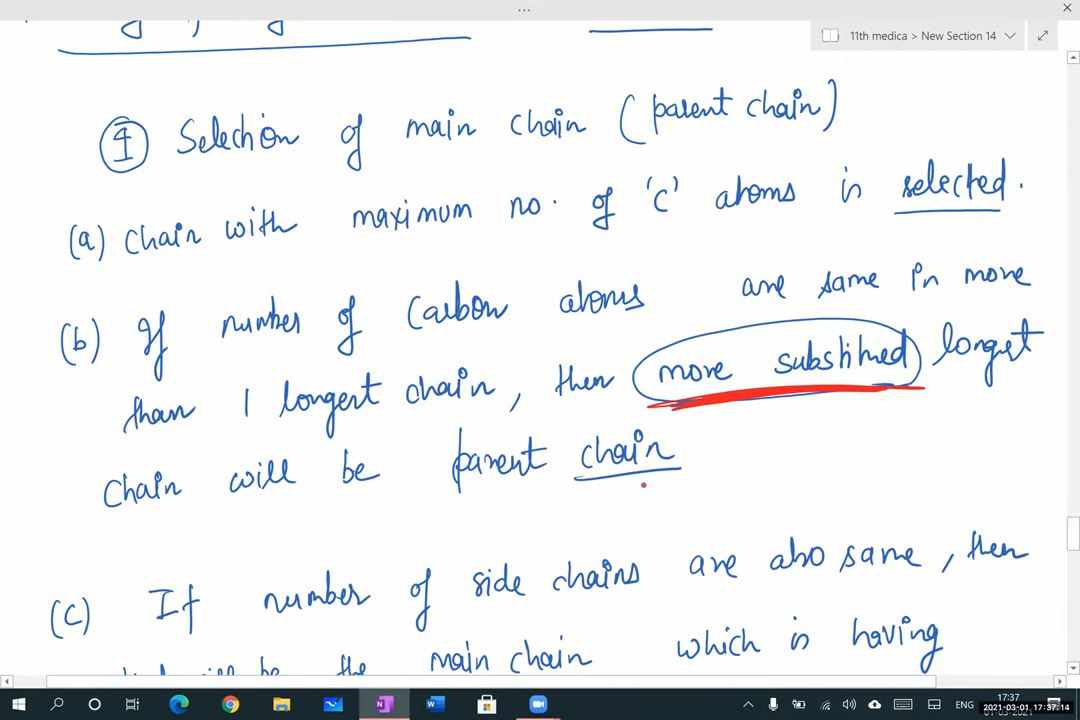 11th medica > New Section 14
I Selection of main chain (parent chain)
(a) chain with maximum no. of 'c' atoms is selected.
(b) If number of Carbon atoms are same in more
than 1 longest chain, then more substitued longest
chain will be parent chain
(C) If number of side chains are also same, then
the main chain which is having
ENG
17:37
2021-03-01 17:37:14